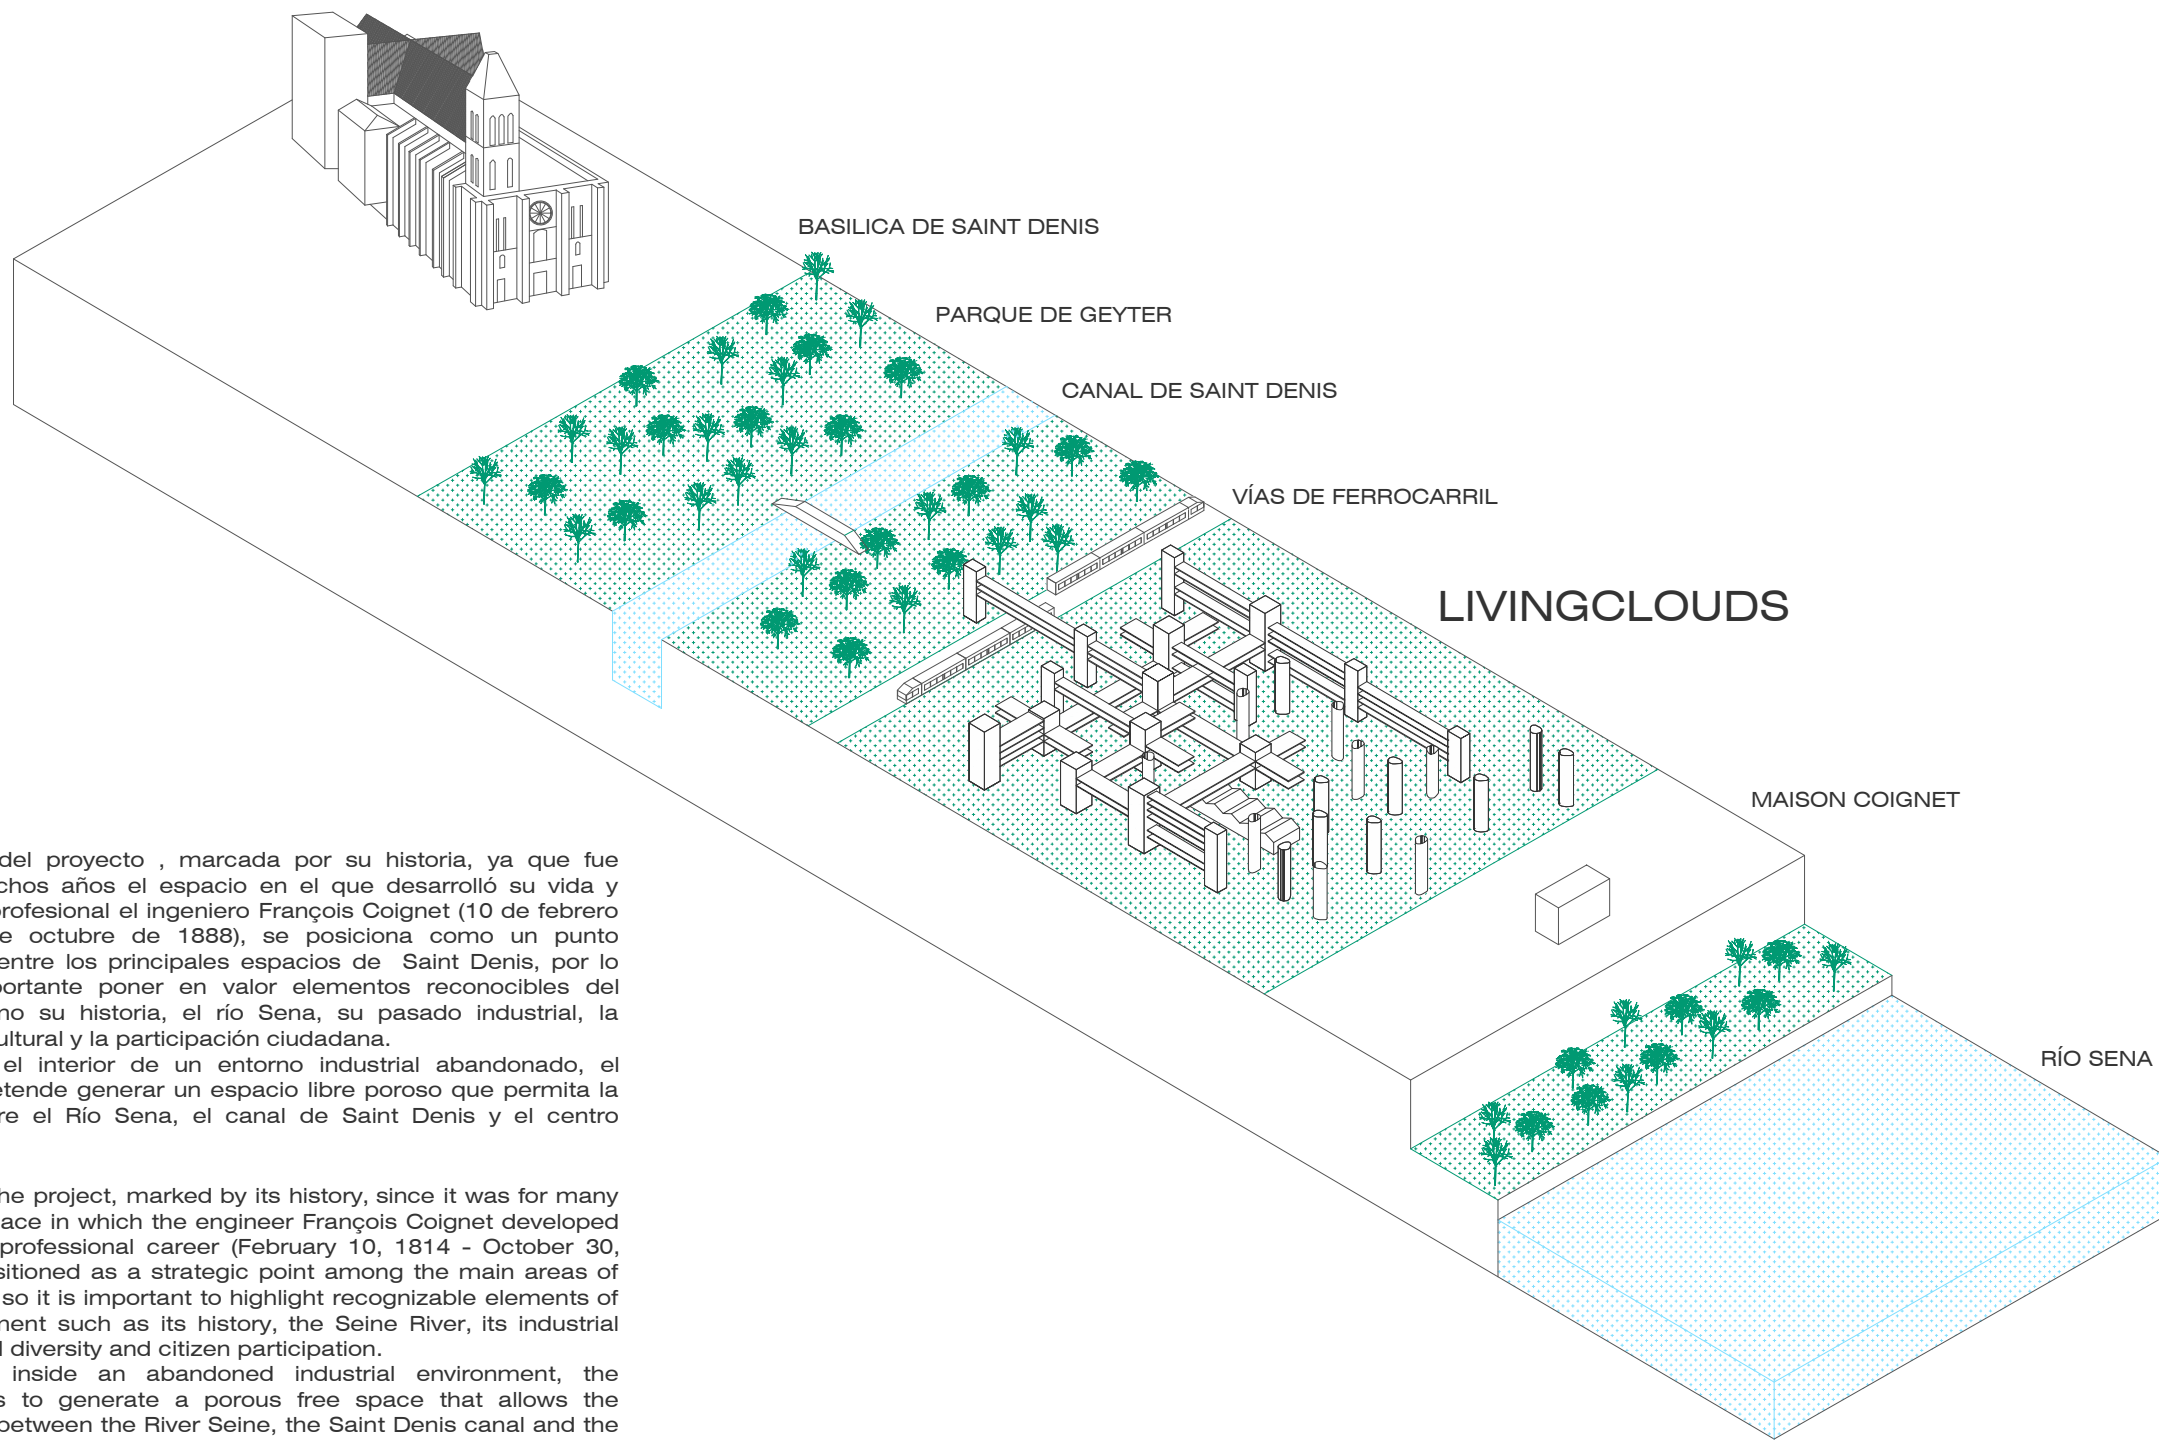 BASILICA DE SAINT DENIS
PARQUE DE GEYTER
CANAL DE SAINT DENIS
VÍAS DE FERROCARRIL
LIVINGCLOUDS
MAISON COIGNET
RÍO SENA
del proyecto , marcada por su historia, ya que fue
chos años el espacio en el que desarrolló su vida y
profesional el ingeniero François Coignet (10 de febrero
e octubre de 1888), se posiciona como un punto
entre los principales espacios de Saint Denis, por lo
portante poner en valor elementos reconocibles del
mo su historia, el río Sena, su pasado industrial, la
ultural y la participación ciudadana.
el interior de un entorno industrial abandonado, el
etende generar un espacio libre poroso que permita la
re el Río Sena, el canal de Saint Denis y el centro
he project, marked by its history, since it was for many
lace in which the engineer François Coignet developed
professional career (February 10, 1814 - October 30,
sitioned as a strategic point among the main areas of
so it is important to highlight recognizable elements of
ment such as its history, the Seine River, its industrial
l diversity and citizen participation.
inside an abandoned industrial environment, the
s to generate a porous free space that allows the
between the River Seine, the Saint Denis canal and the